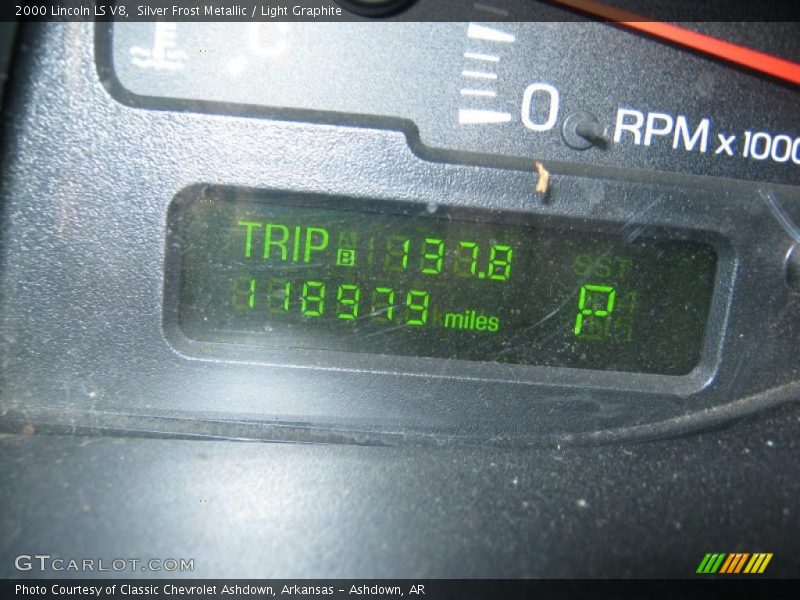 2000 Lincoln LS V8,  Silver Frost Metallic / Light Graphite
C
0
RPM x 1000
TRIP B 137.8
118979 miles P
GTCARLOT.COM
Photo Courtesy of Classic Chevrolet Ashdown, Arkansas - Ashdown, AR